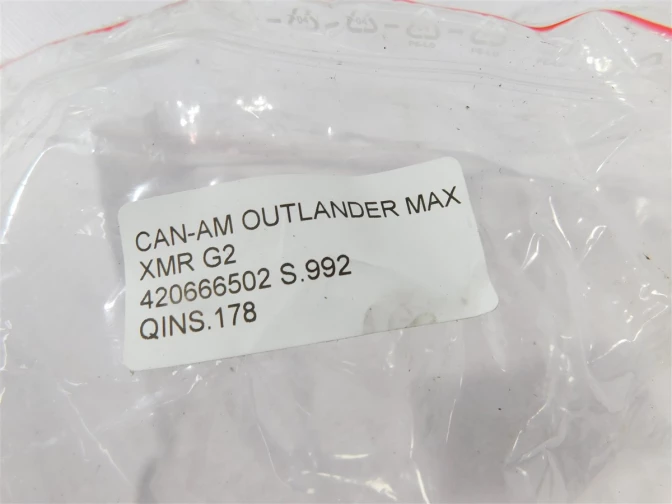 CAN-AM OUTLANDER MAX
XMR G2
420666502 S.992
QINS.178